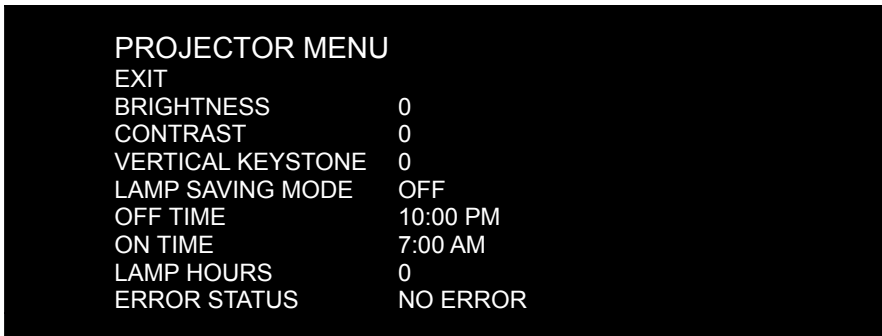 PROJECTOR MENU
EXIT
BRIGHTNESS 0
CONTRAST 0
VERTICAL KEYSTONE 0
LAMP SAVING MODE OFF
OFF TIME 10:00 PM
ON TIME 7:00 AM
LAMP HOURS 0
ERROR STATUS NO ERROR